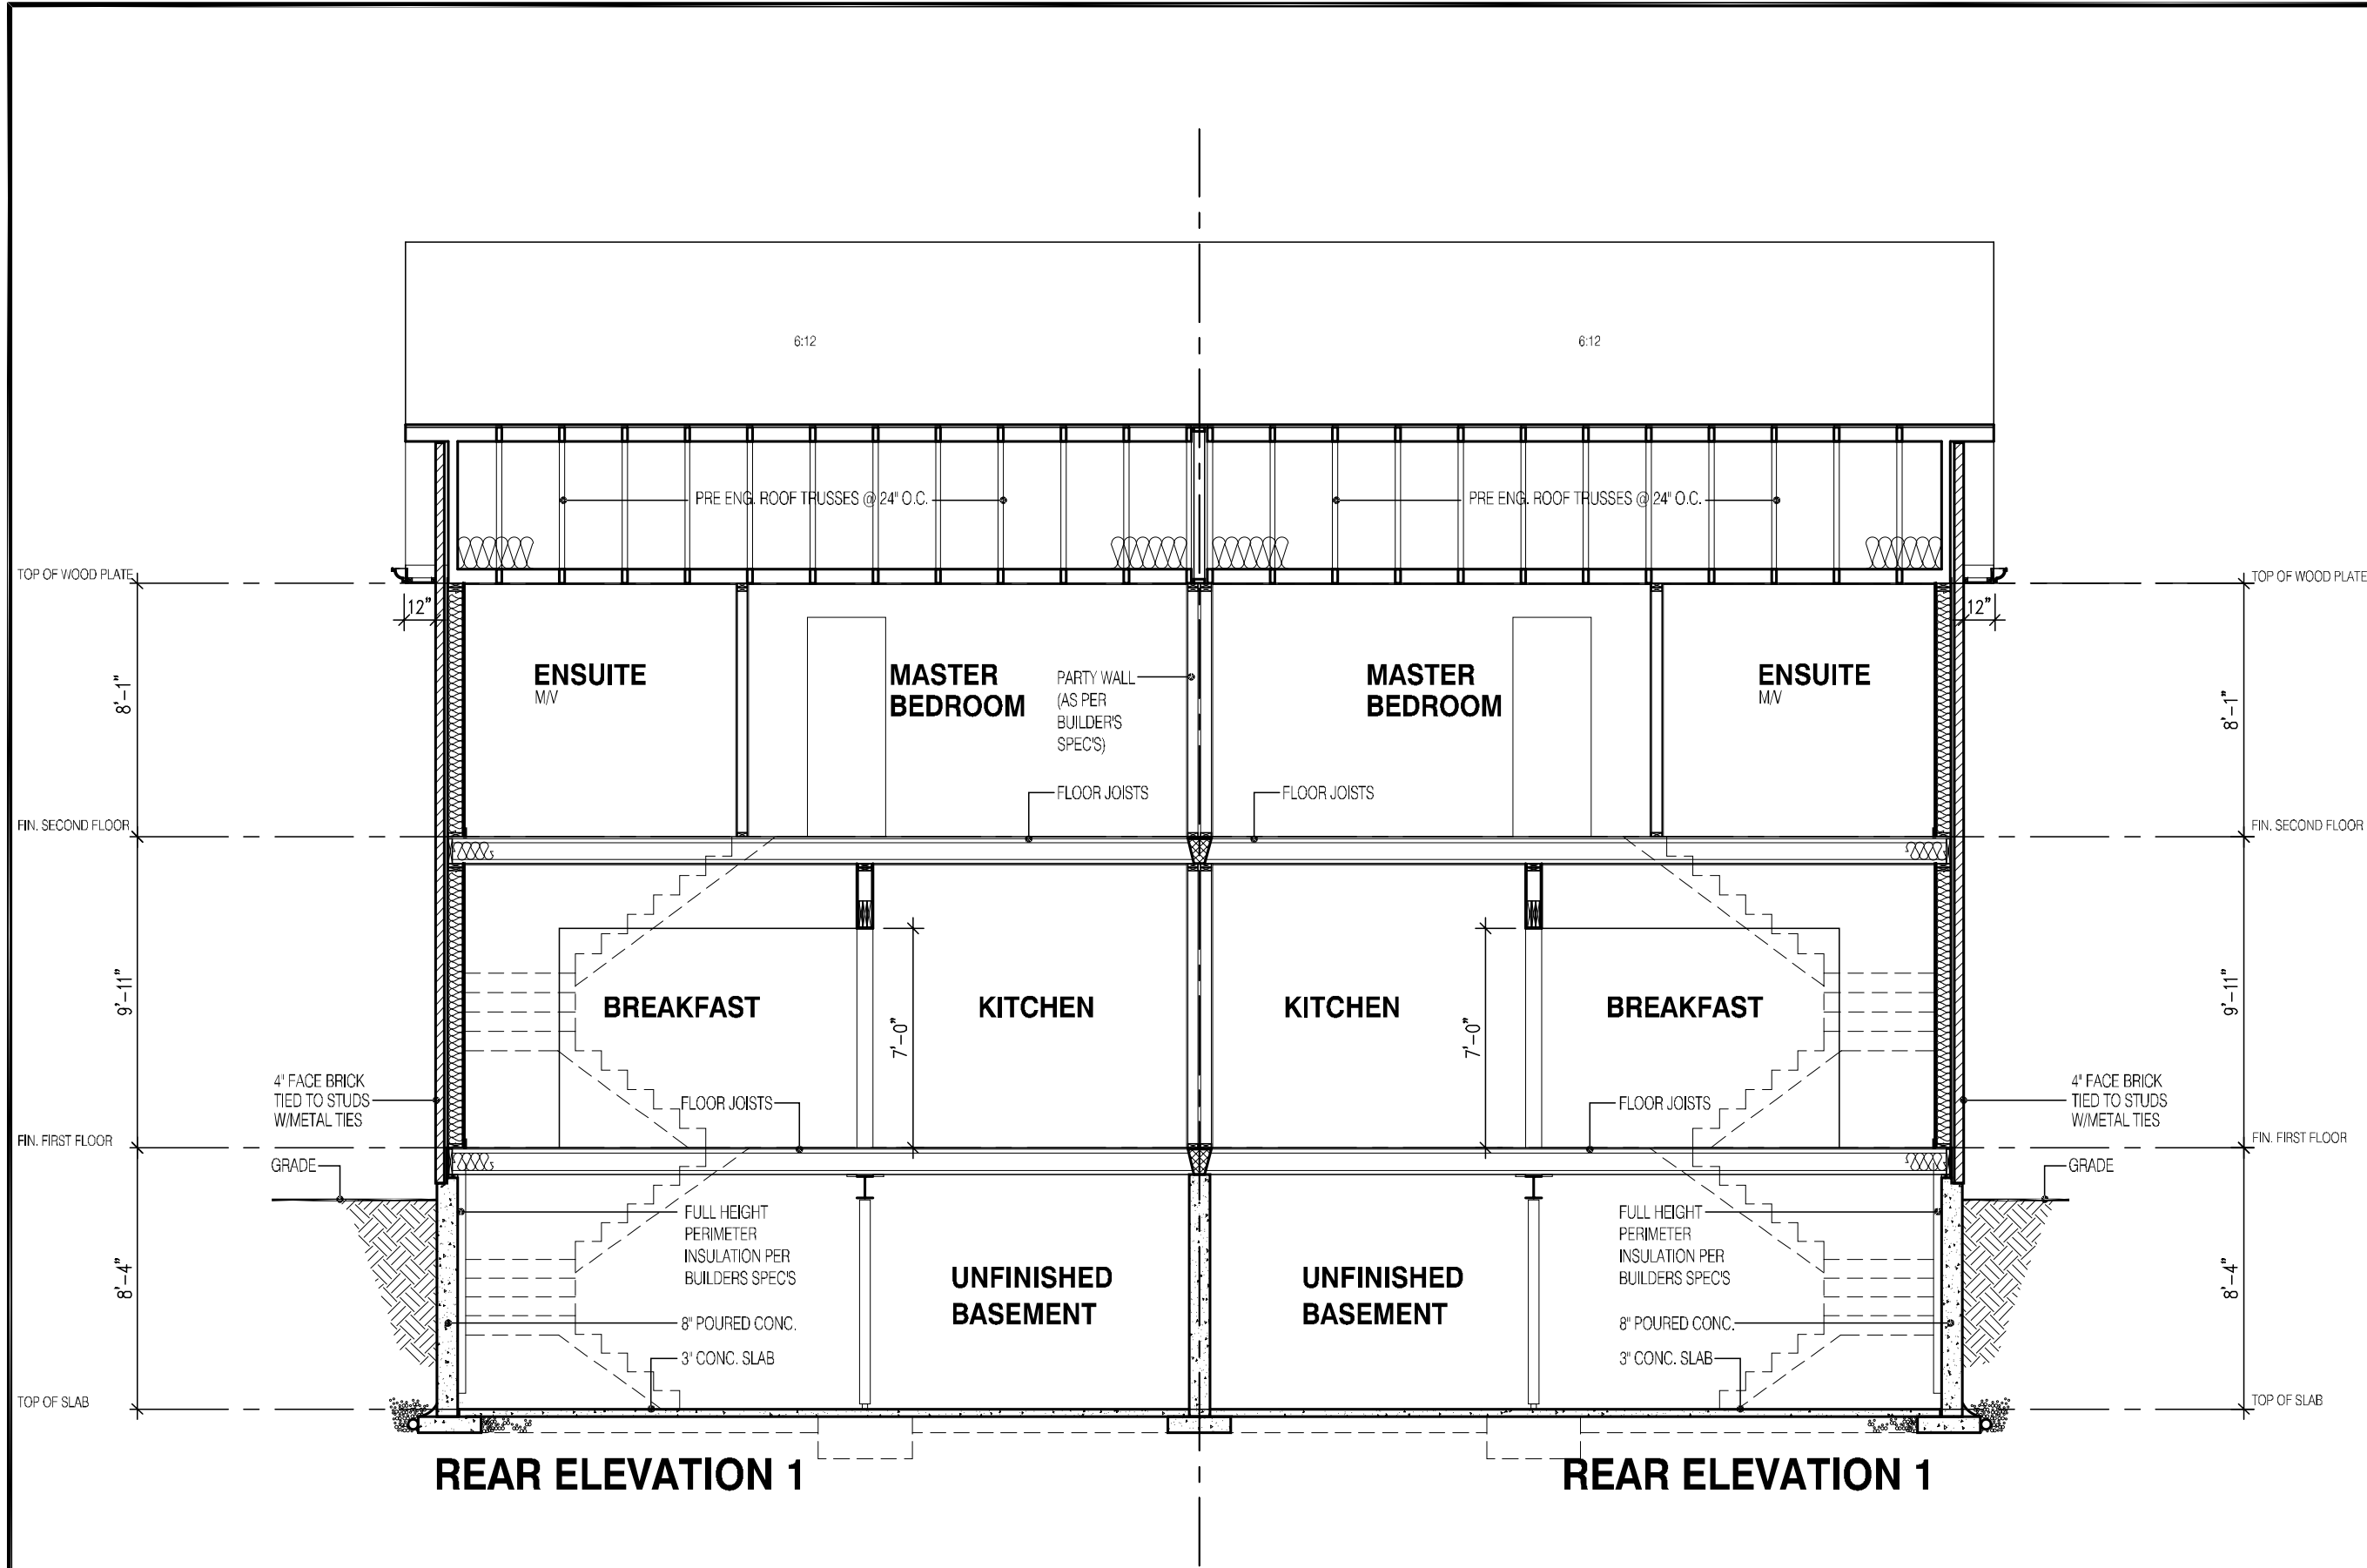 6:12
6:12
PRE ENG. ROOF TRUSSES @ 24" O.C.
PRE ENG. ROOF TRUSSES @ 24" O.C.
TOP OF WOOD PLATE
TOP OF WOOD PLATE
12"
12"
8'-1"
ENSUITE
M/V
MASTER
BEDROOM
PARTY WALL
(AS PER
BUILDER'S
SPEC'S)
MASTER
BEDROOM
ENSUITE
M/V
8'-1"
FLOOR JOISTS
FLOOR JOISTS
FIN. SECOND FLOOR
FIN. SECOND FLOOR
9'-11"
BREAKFAST
7'-0"
KITCHEN
KITCHEN
7'-0"
BREAKFAST
9'-11"
4" FACE BRICK
TIED TO STUDS
W/METAL TIES
FLOOR JOISTS
FLOOR JOISTS
4" FACE BRICK
TIED TO STUDS
W/METAL TIES
FIN. FIRST FLOOR
FIN. FIRST FLOOR
GRADE
GRADE
8'-4"
FULL HEIGHT
PERIMETER
INSULATION PER
BUILDERS SPEC'S
UNFINISHED
BASEMENT
UNFINISHED
BASEMENT
FULL HEIGHT
PERIMETER
INSULATION PER
BUILDERS SPEC'S
8'-4"
8" POURED CONC.
8" POURED CONC.
3" CONC. SLAB
3" CONC. SLAB
TOP OF SLAB
TOP OF SLAB
REAR ELEVATION 1
REAR ELEVATION 1